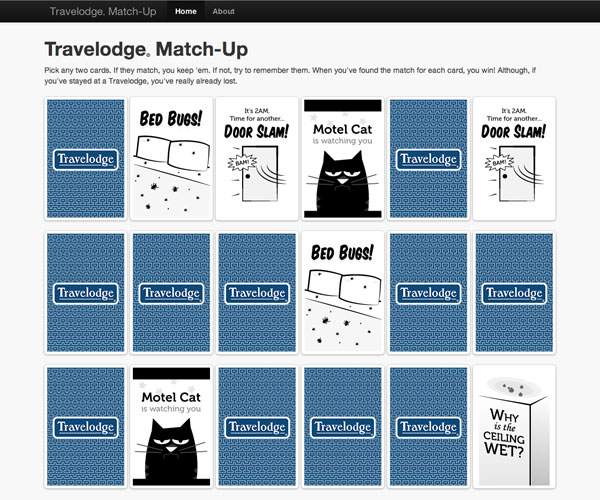 Travelodge® Match-Up Home About
Travelodge® Match-Up
Pick any two cards. If they match, you keep 'em. If not, try to remember them. When you've found the match for each card, you win! Although, if
you've stayed at a Travelodge, you've really already lost.
Travelodge
BED BUGS!
It's 2AM.
Time for another...
DOOR SLAM!
BAM!
Motel Cat
is watching you
Travelodge
It's 2AM.
Time for another...
DOOR SLAM!
BAM!
Travelodge
Travelodge
Travelodge
BED BUGS!
Travelodge
Travelodge
Travelodge
Motel Cat
is watching you
Travelodge
Travelodge
Travelodge
WHY
is the
CEILING
WET?